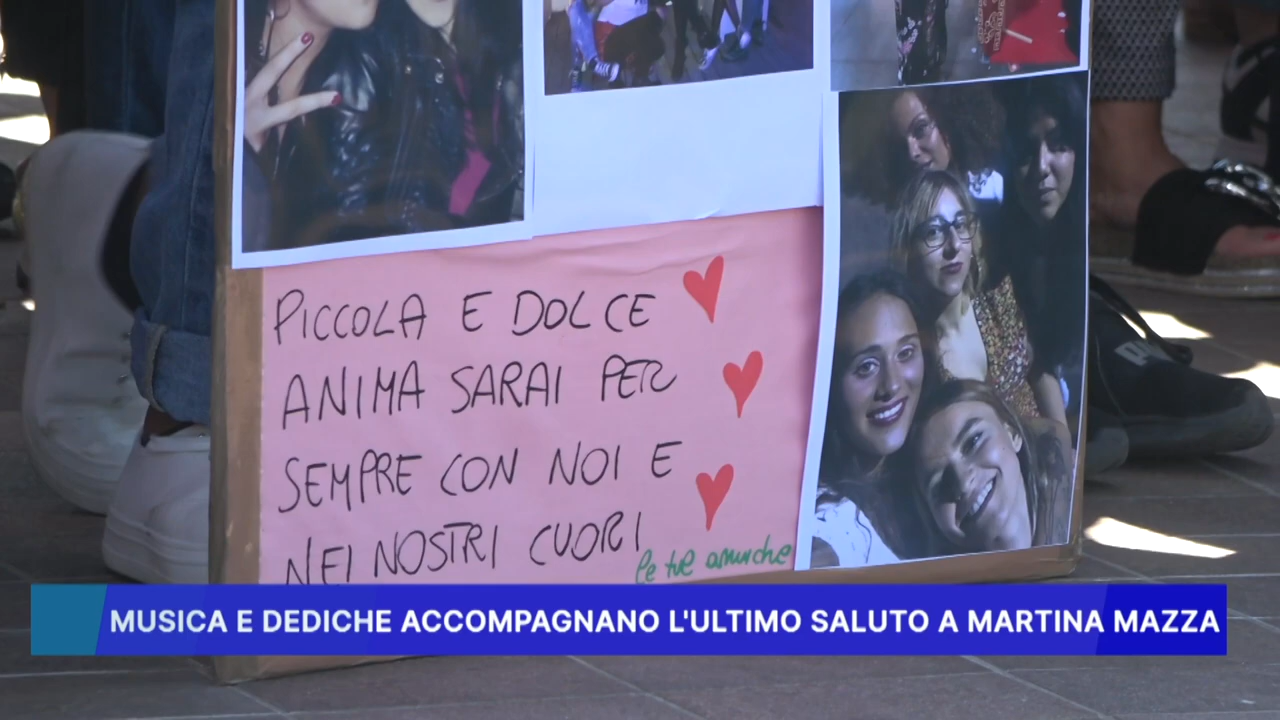 PICCOLA E DOLCE
ANIMA SARAI PER
SEMPRE CON NOI E
NEI NOSTRI CUORI
le tue amiche
MUSICA E DEDICHE ACCOMPAGNANO L'ULTIMO SALUTO A MARTINA MAZZA